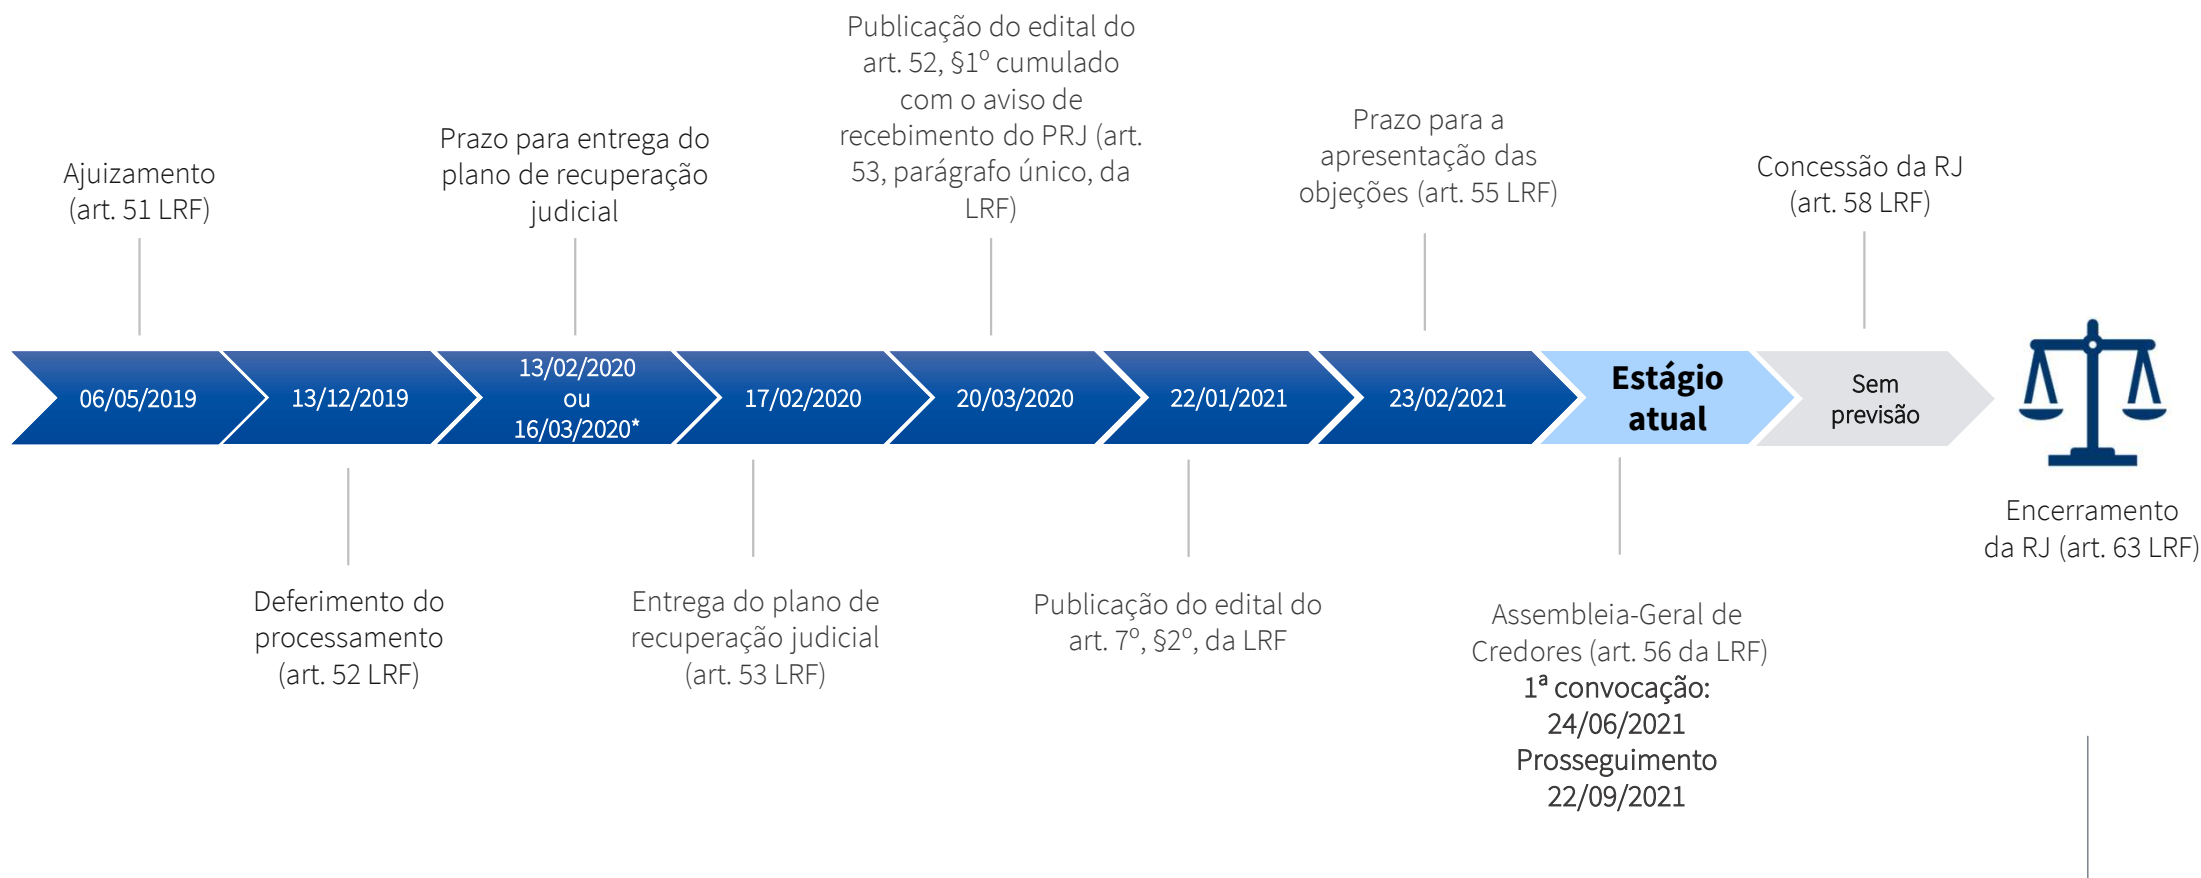 Publicação do edital do
art. 52, §1º cumulado
com o aviso de
recebimento do PRJ (art.
53, parágrafo único, da
LRF)
Prazo para a
apresentação das
objeções (art. 55 LRF)
Prazo para entrega do
plano de recuperação
judicial
Concessão da RJ
(art. 58 LRF)
Ajuizamento
(art. 51 LRF)
06/05/2019
13/12/2019
13/02/2020
ou
16/03/2020*
17/02/2020
20/03/2020
22/01/2021
23/02/2021
Estágio
atual
Sem
previsão
Encerramento
da RJ (art. 63 LRF)
Deferimento do
processamento
(art. 52 LRF)
Entrega do plano de
recuperação judicial
(art. 53 LRF)
Publicação do edital do
art. 7º, §2º, da LRF
Assembleia-Geral de
Credores (art. 56 da LRF)
1ª convocação:
24/06/2021
Prosseguimento
22/09/2021